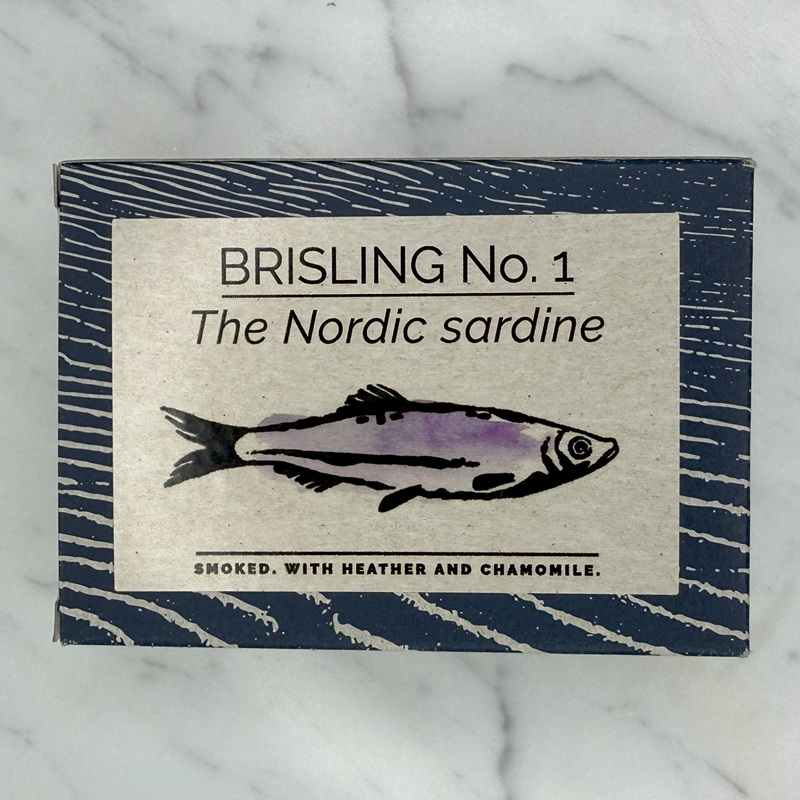 BRISLING No. 1
The Nordic sardine
SMOKED. WITH HEATHER AND CHAMOMILE.